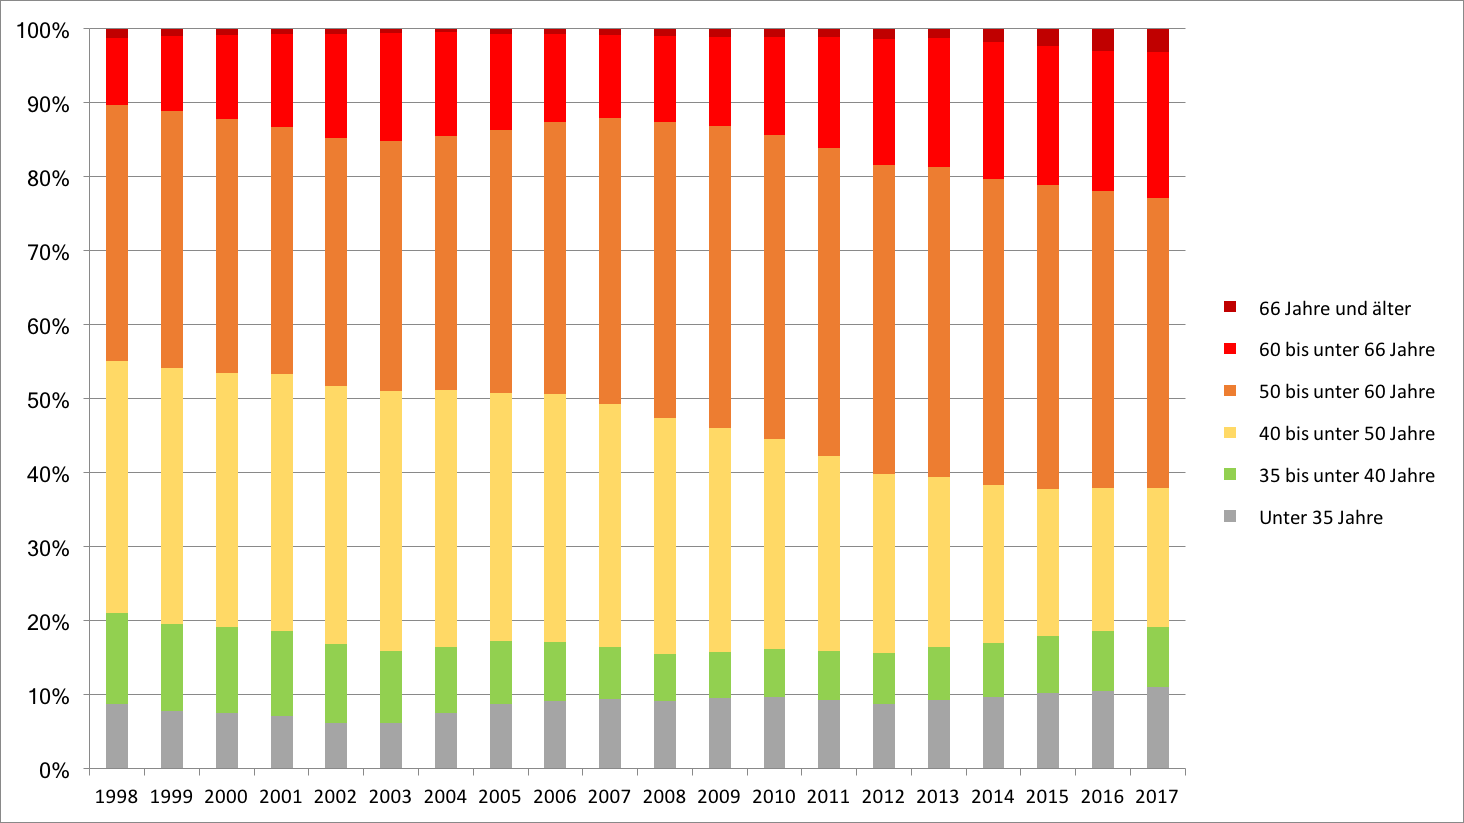 100%
90%
80%
70%
60%
50%
40%
30%
20%
10%
0%
1998 1999 2000 2001 2002 2003 2004 2005 2006 2007 2008 2009 2010 2011 2012 2013 2014 2015 2016 2017
66 Jahre und älter
60 bis unter 66 Jahre
50 bis unter 60 Jahre
40 bis unter 50 Jahre
35 bis unter 40 Jahre
Unter 35 Jahre